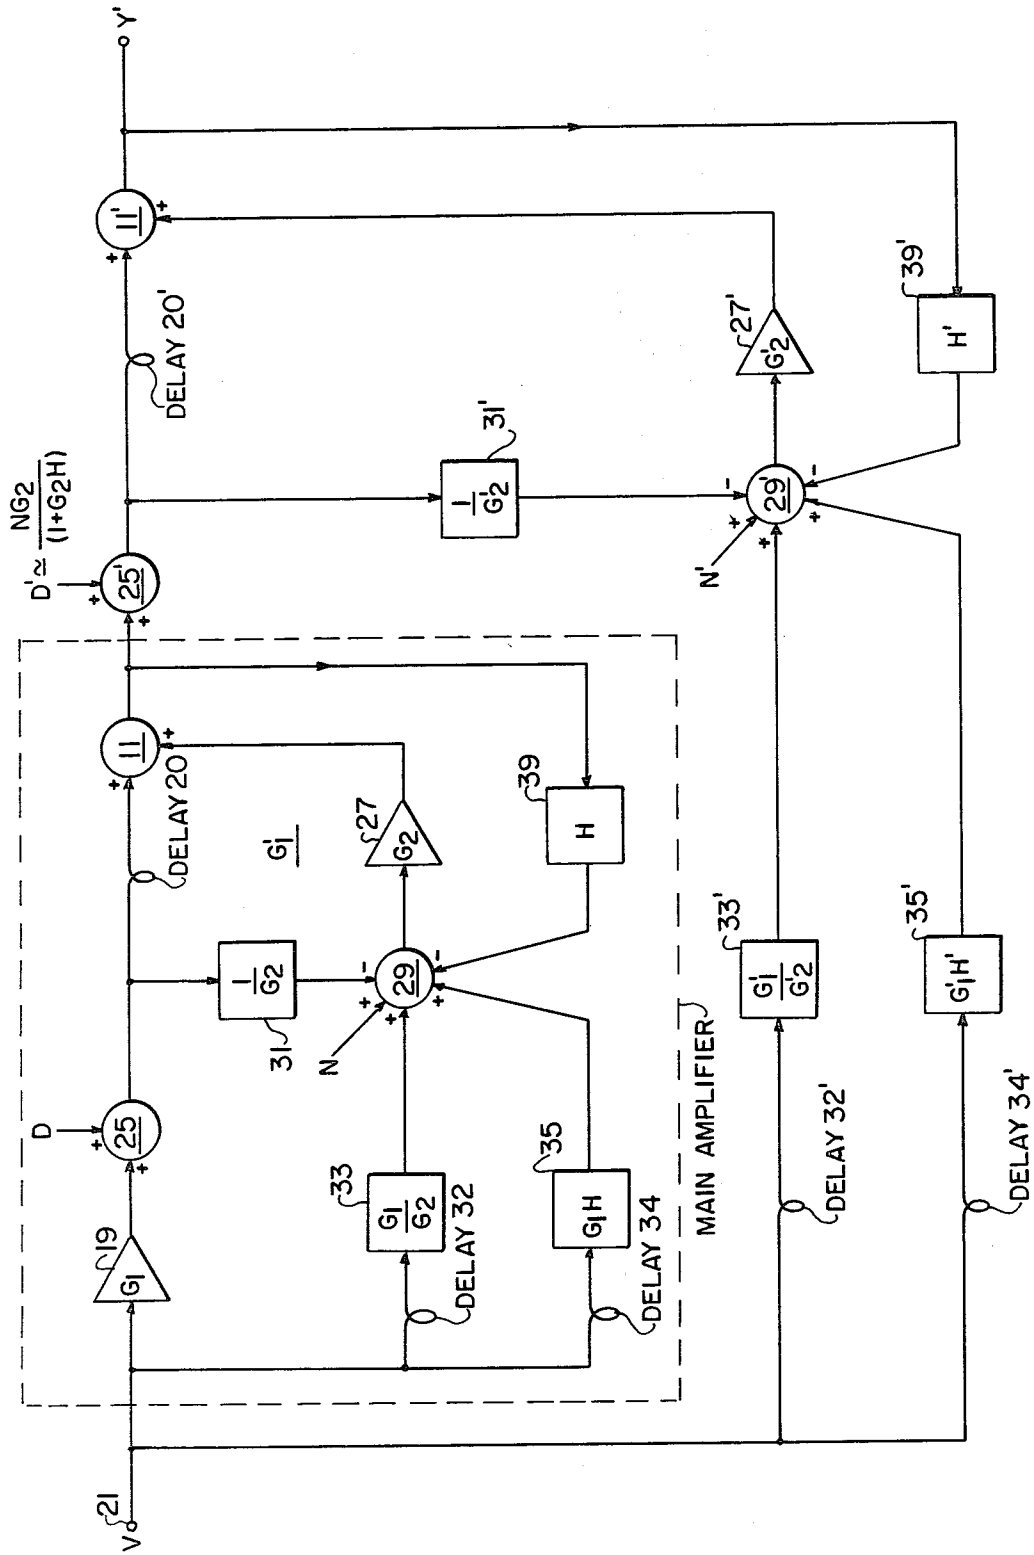 V
21
19
G1
D
25
DELAY 20
11
D' ≃ NG2
(1+G2H)
25'
DELAY 20'
11'
Y'
31
1
G2
G'1
31'
1
G'2
N
29
27
G2
33
G1
G2
DELAY 32
39
H
35
G1H
DELAY 34
MAIN AMPLIFIER
N'
29'
27'
G'2
33'
G'1
G'2
DELAY 32'
39'
H'
35'
G'1H'
DELAY 34'